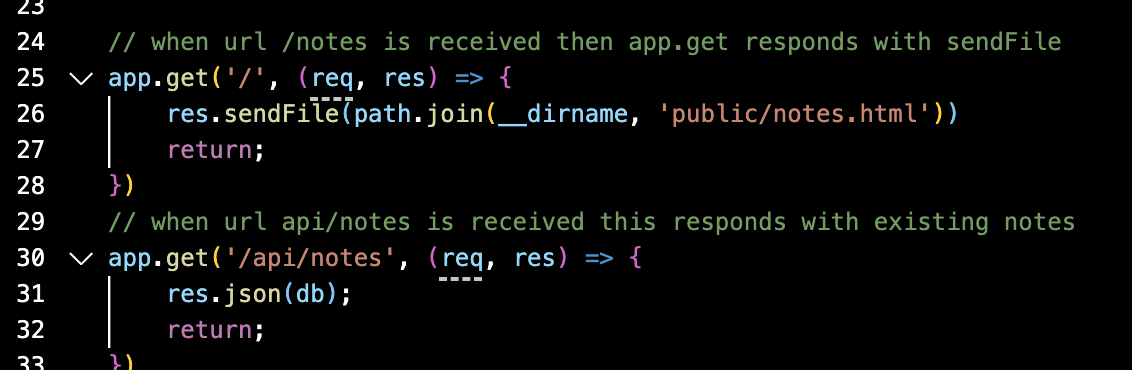 23
24 // when url /notes is received then app.get responds with sendFile
25 app.get('/', (req, res) => {
26 res.sendFile(path.join(__dirname, 'public/notes.html'))
27 return;
28 })
29 // when url api/notes is received this responds with existing notes
30 app.get('/api/notes', (req, res) => {
31 res.json(db);
32 return;
33 })